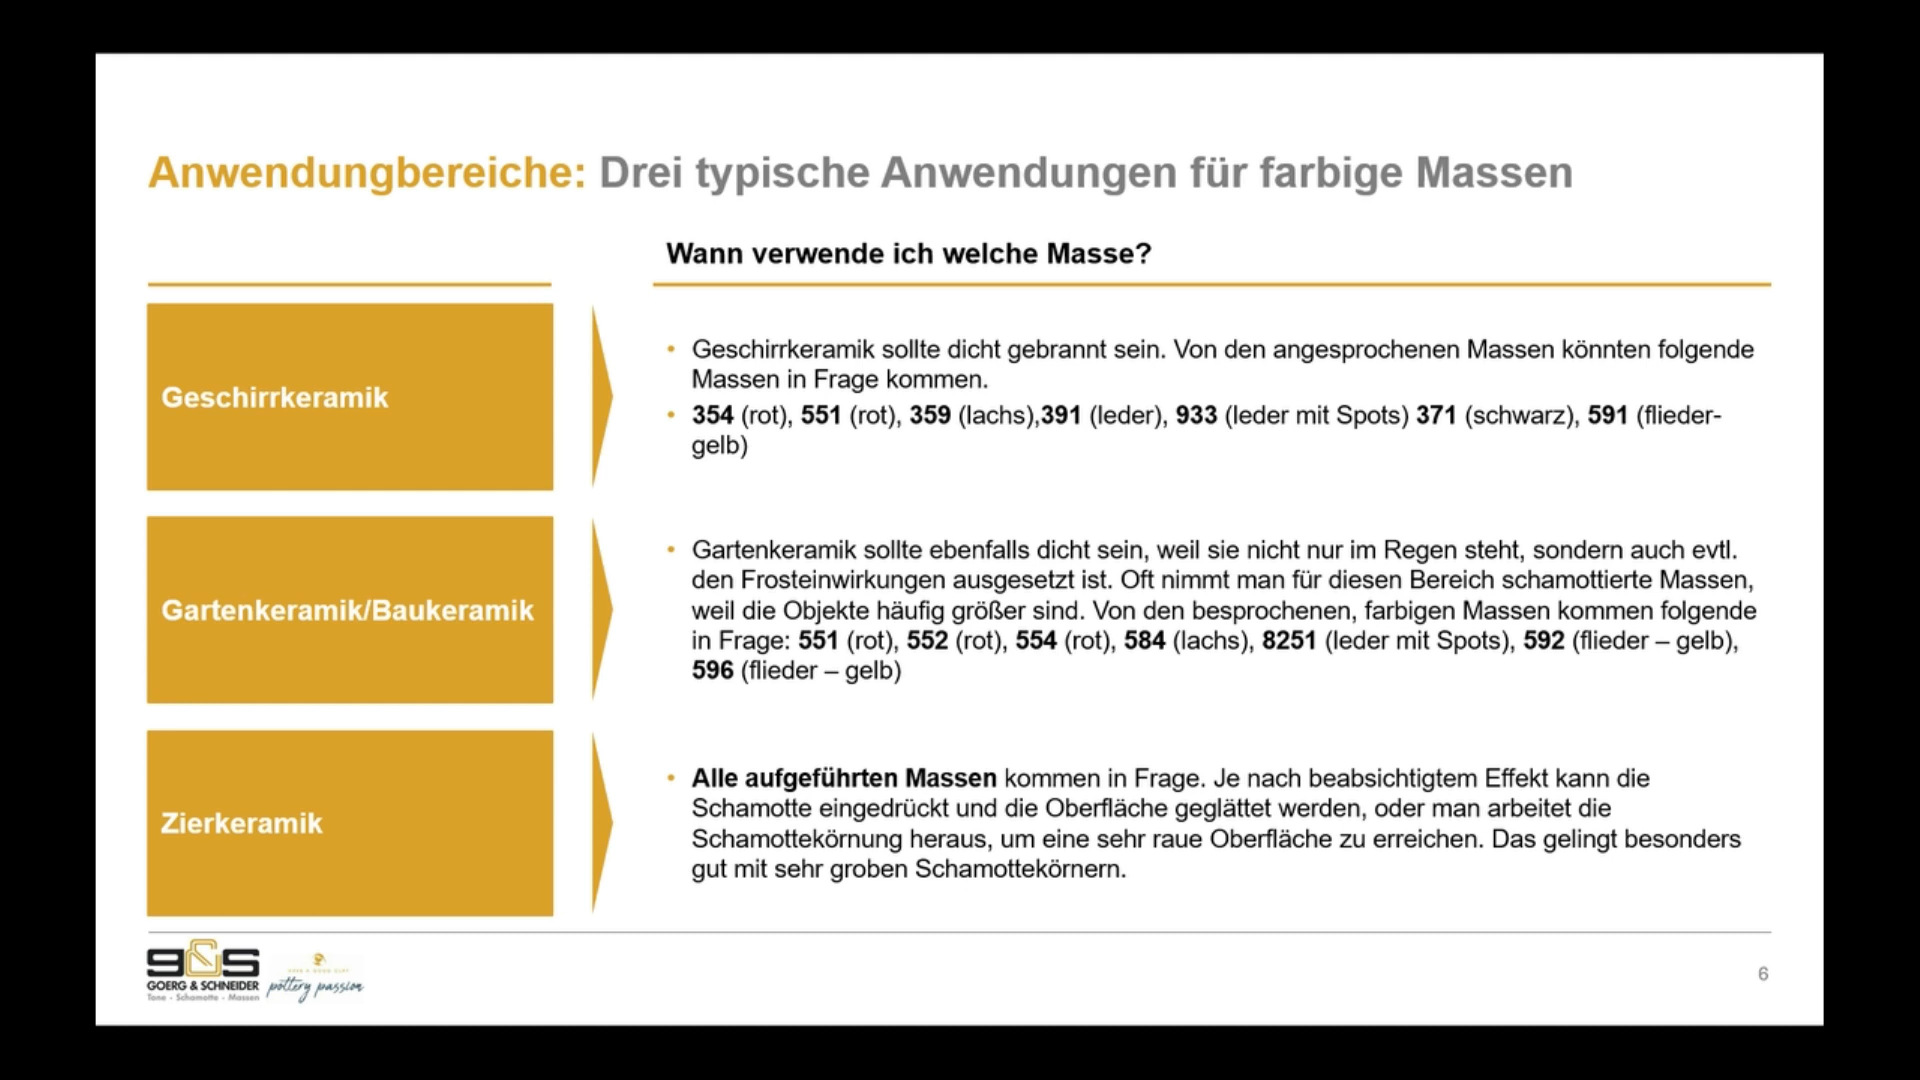 Anwendungbereiche: Drei typische Anwendungen für farbige Massen
Wann verwende ich welche Masse?
Geschirrkeramik
• Geschirrkeramik sollte dicht gebrannt sein. Von den angesprochenen Massen könnten folgende
Massen in Frage kommen.
• 354 (rot), 551 (rot), 359 (lachs),391 (leder), 933 (leder mit Spots) 371 (schwarz), 591 (flieder-
gelb)
Gartenkeramik/Baukeramik
• Gartenkeramik sollte ebenfalls dicht sein, weil sie nicht nur im Regen steht, sondern auch evtl.
den Frosteinwirkungen ausgesetzt ist. Oft nimmt man für diesen Bereich schamottierte Massen,
weil die Objekte häufig größer sind. Von den besprochenen, farbigen Massen kommen folgende
in Frage: 551 (rot), 552 (rot), 554 (rot), 584 (lachs), 8251 (leder mit Spots), 592 (flieder – gelb),
596 (flieder – gelb)
Zierkeramik
• Alle aufgeführten Massen kommen in Frage. Je nach beabsichtigtem Effekt kann die
Schamotte eingedrückt und die Oberfläche geglättet werden, oder man arbeitet die
Schamottekörnung heraus, um eine sehr raue Oberfläche zu erreichen. Das gelingt besonders
gut mit sehr groben Schamottekörnern.
g&s
GOERG & SCHNEIDER
Tone - Schamotte - Massen
pottery passion
6